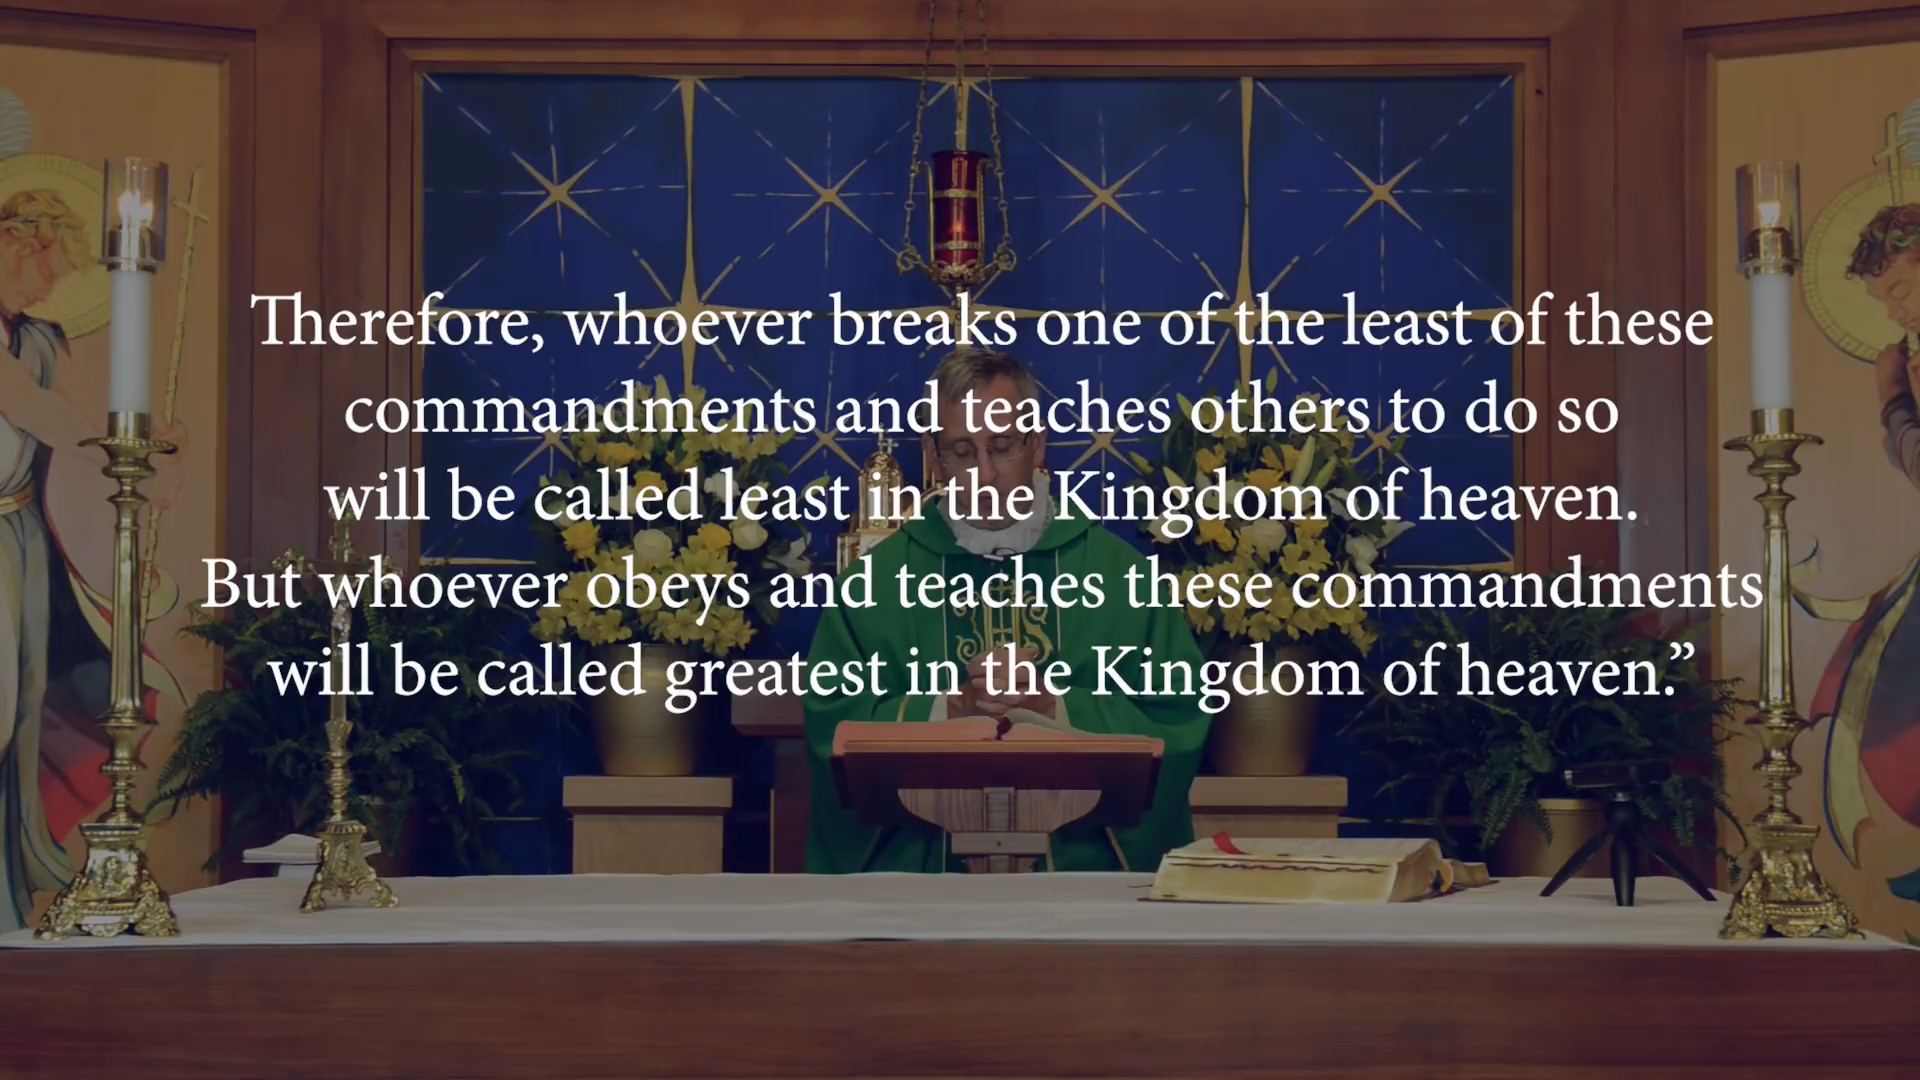 Therefore, whoever breaks one of the least of these
commandments and teaches others to do so
will be called least in the Kingdom of heaven.
But whoever obeys and teaches these commandments
will be called greatest in the Kingdom of heaven.”
IHS